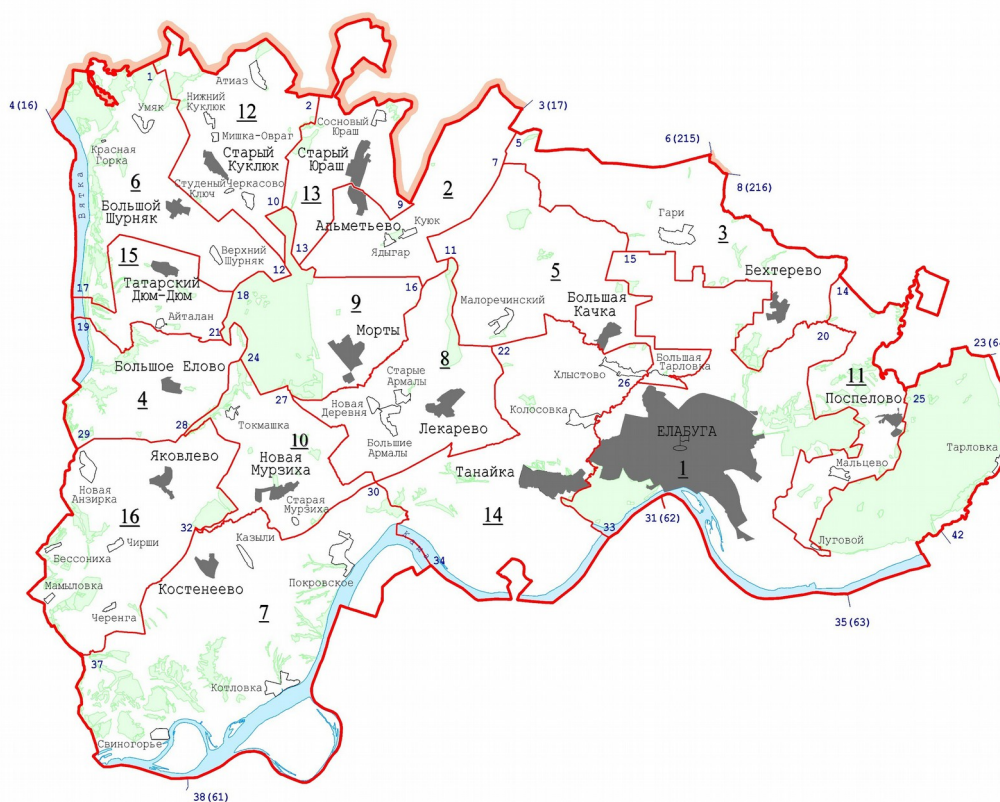 1
Атиаз
2
4 (16)
3 (17)
Нижний
Куклюк
12
Умяк
Сосновый
Юраш
Мишка-Овраг
5
6 (215)
Красная
Горка
Старый
Куклюк
Старый
Юраш
7
8 (216)
6
Студеный
Ключ
Черкасово
13
2
Вятка
Большой
Шурняк
10
9
Гари
3
Альметьево
Куюк
Верхний
Шурняк
13
Ядыгар
11
15
15
12
5
Бехтерево
Татарский
Дюм-Дюм
17
18
16
14
9
Малоречинский
Большая
Качка
19
Айталан
21
Морты
20
24
8
22
23 (6
Большое Елово
Старые
Армалы
Хлыстово
Большая
Тарловка
26
11
4
27
Новая
Деревня
Колосовка
Поспелово
25
28
Токмашка
Лекарево
ЕЛАБУГА
29
10
Большие
Армалы
Тарловка
Яковлево
Новая
Мурзиха
Танайка
1
Мальцево
Новая
Анзирка
30
Старая
Мурзиха
16
14
31 (62)
32
33
Казыли
Кама
42
Чирши
Луговой
Бессониха
34
Мамыловка
Костенеево
Покровское
Черенга
7
35 (63)
37
Котловка
Свиногорье
38 (61)